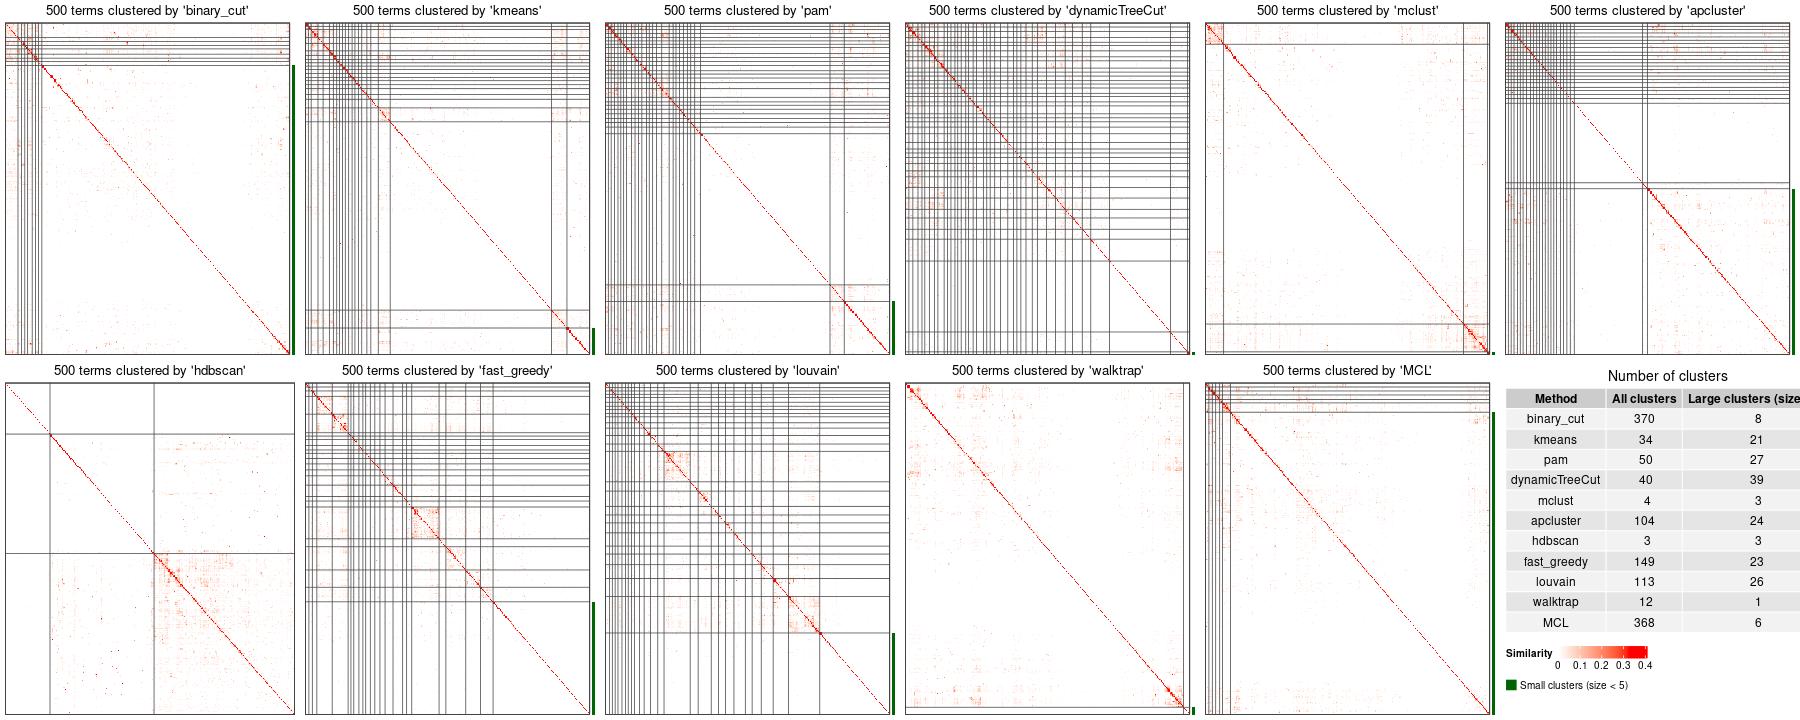 500 terms clustered by 'binary_cut'
500 terms clustered by 'kmeans'
500 terms clustered by 'pam'
500 terms clustered by 'dynamicTreeCut'
500 terms clustered by 'mclust'
500 terms clustered by 'apcluster'
500 terms clustered by 'hdbscan'
500 terms clustered by 'fast_greedy'
500 terms clustered by 'louvain'
500 terms clustered by 'walktrap'
500 terms clustered by 'MCL'
Number of clusters
Method All clusters Large clusters (size
binary_cut 370 8
kmeans 34 21
pam 50 27
dynamicTreeCut 40 39
mclust 4 3
apcluster 104 24
hdbscan 3 3
fast_greedy 149 23
louvain 113 26
walktrap 12 1
MCL 368 6
Similarity
0 0.1 0.2 0.3 0.4
Small clusters (size < 5)